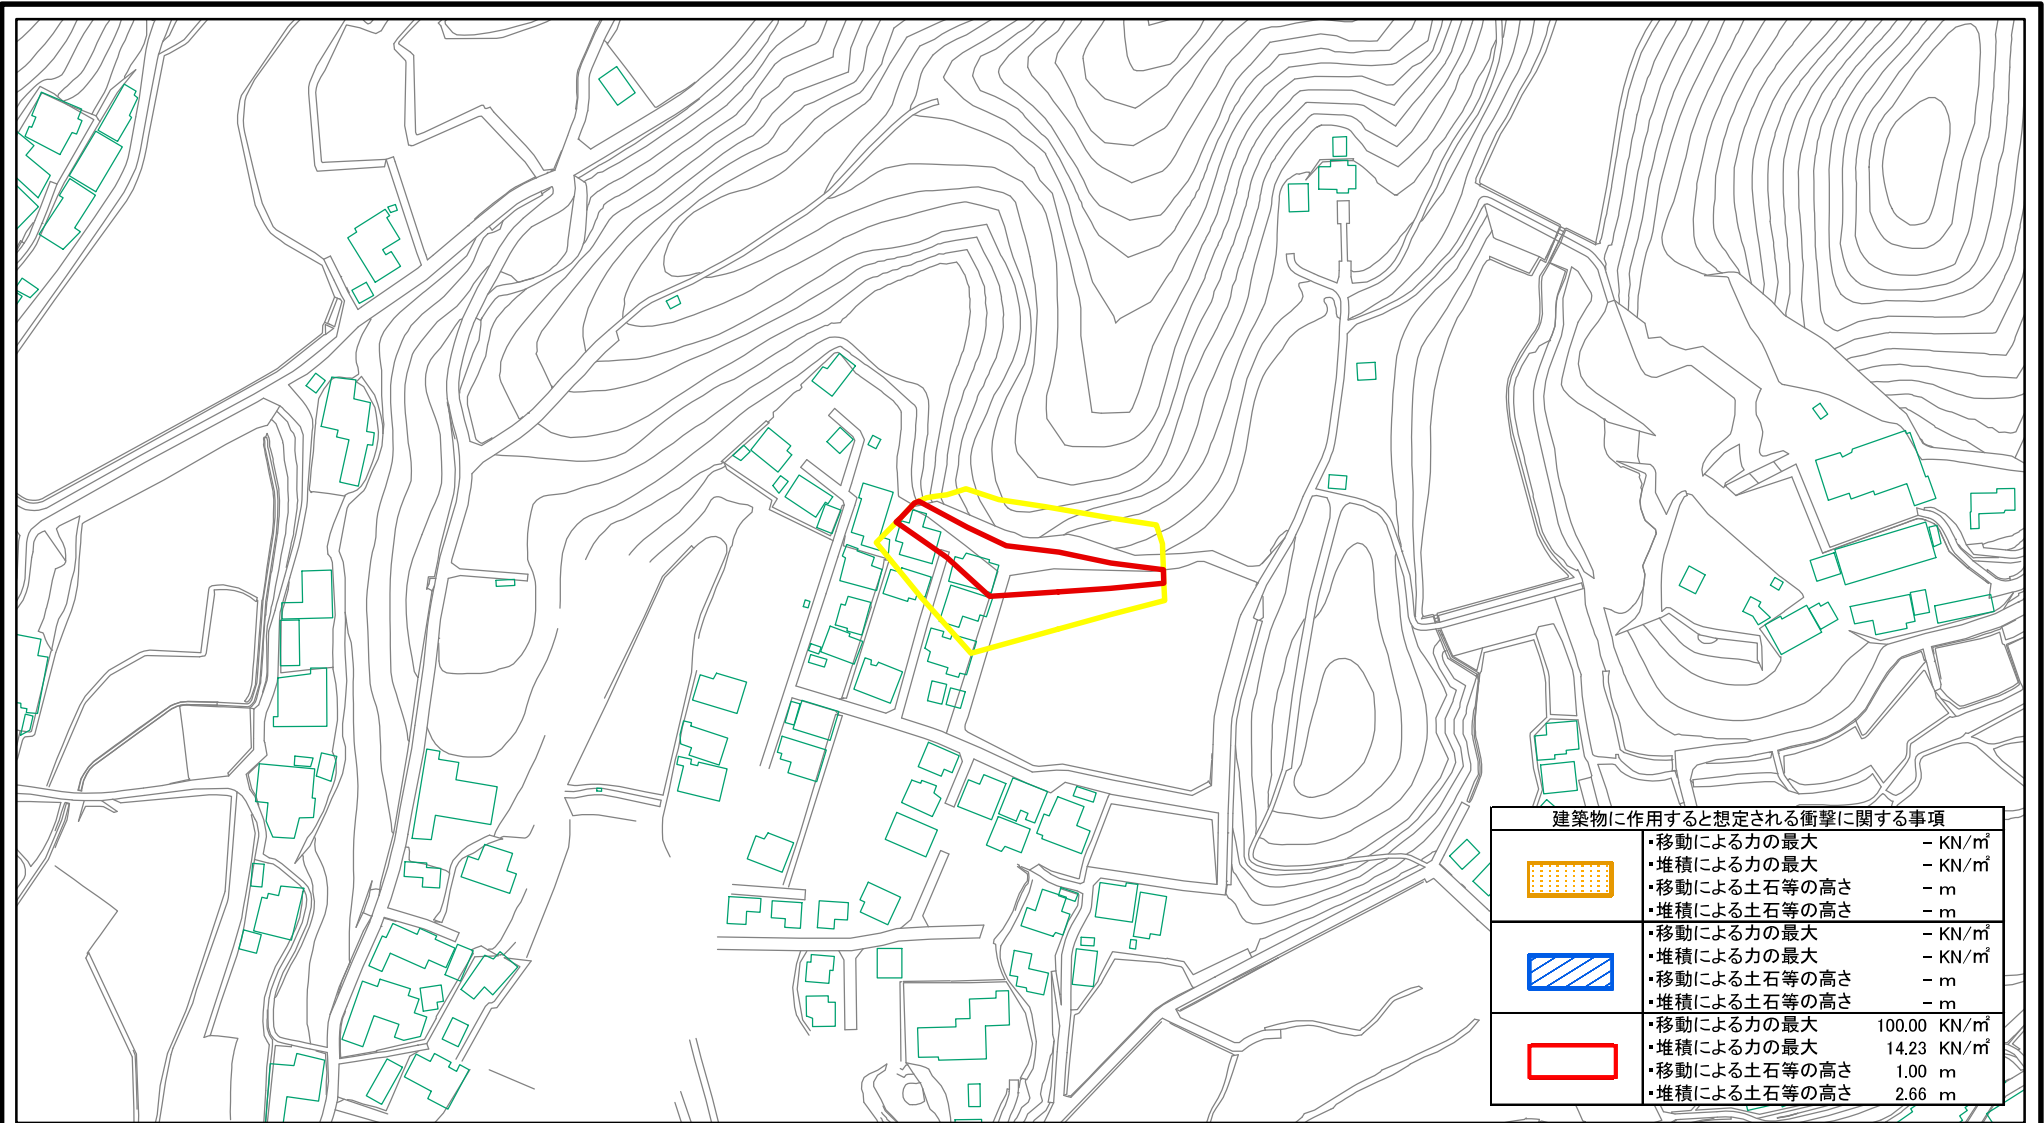 建築物に作用すると想定される衝撃に関する事項
・移動による力の最大 - KN/㎡
・堆積による力の最大 - KN/㎡
・移動による土石等の高さ - m
・堆積による土石等の高さ - m
・移動による力の最大 - KN/㎡
・堆積による力の最大 - KN/㎡
・移動による土石等の高さ - m
・堆積による土石等の高さ - m
・移動による力の最大 100.00 KN/㎡
・堆積による力の最大 14.23 KN/㎡
・移動による土石等の高さ 1.00 m
・堆積による土石等の高さ 2.66 m